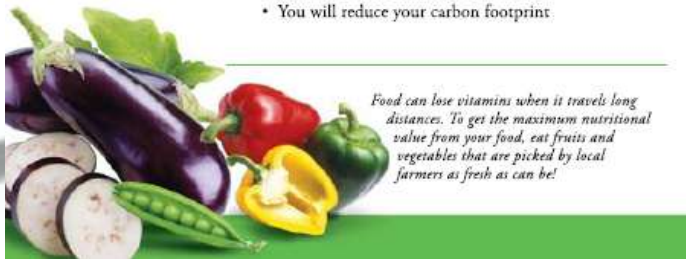 • You will reduce your carbon footprint
Food can lose vitamins when it travels long
distances. To get the maximum nutritional
value from your food, eat fruits and
vegetables that are picked by local
farmers as fresh as can be!